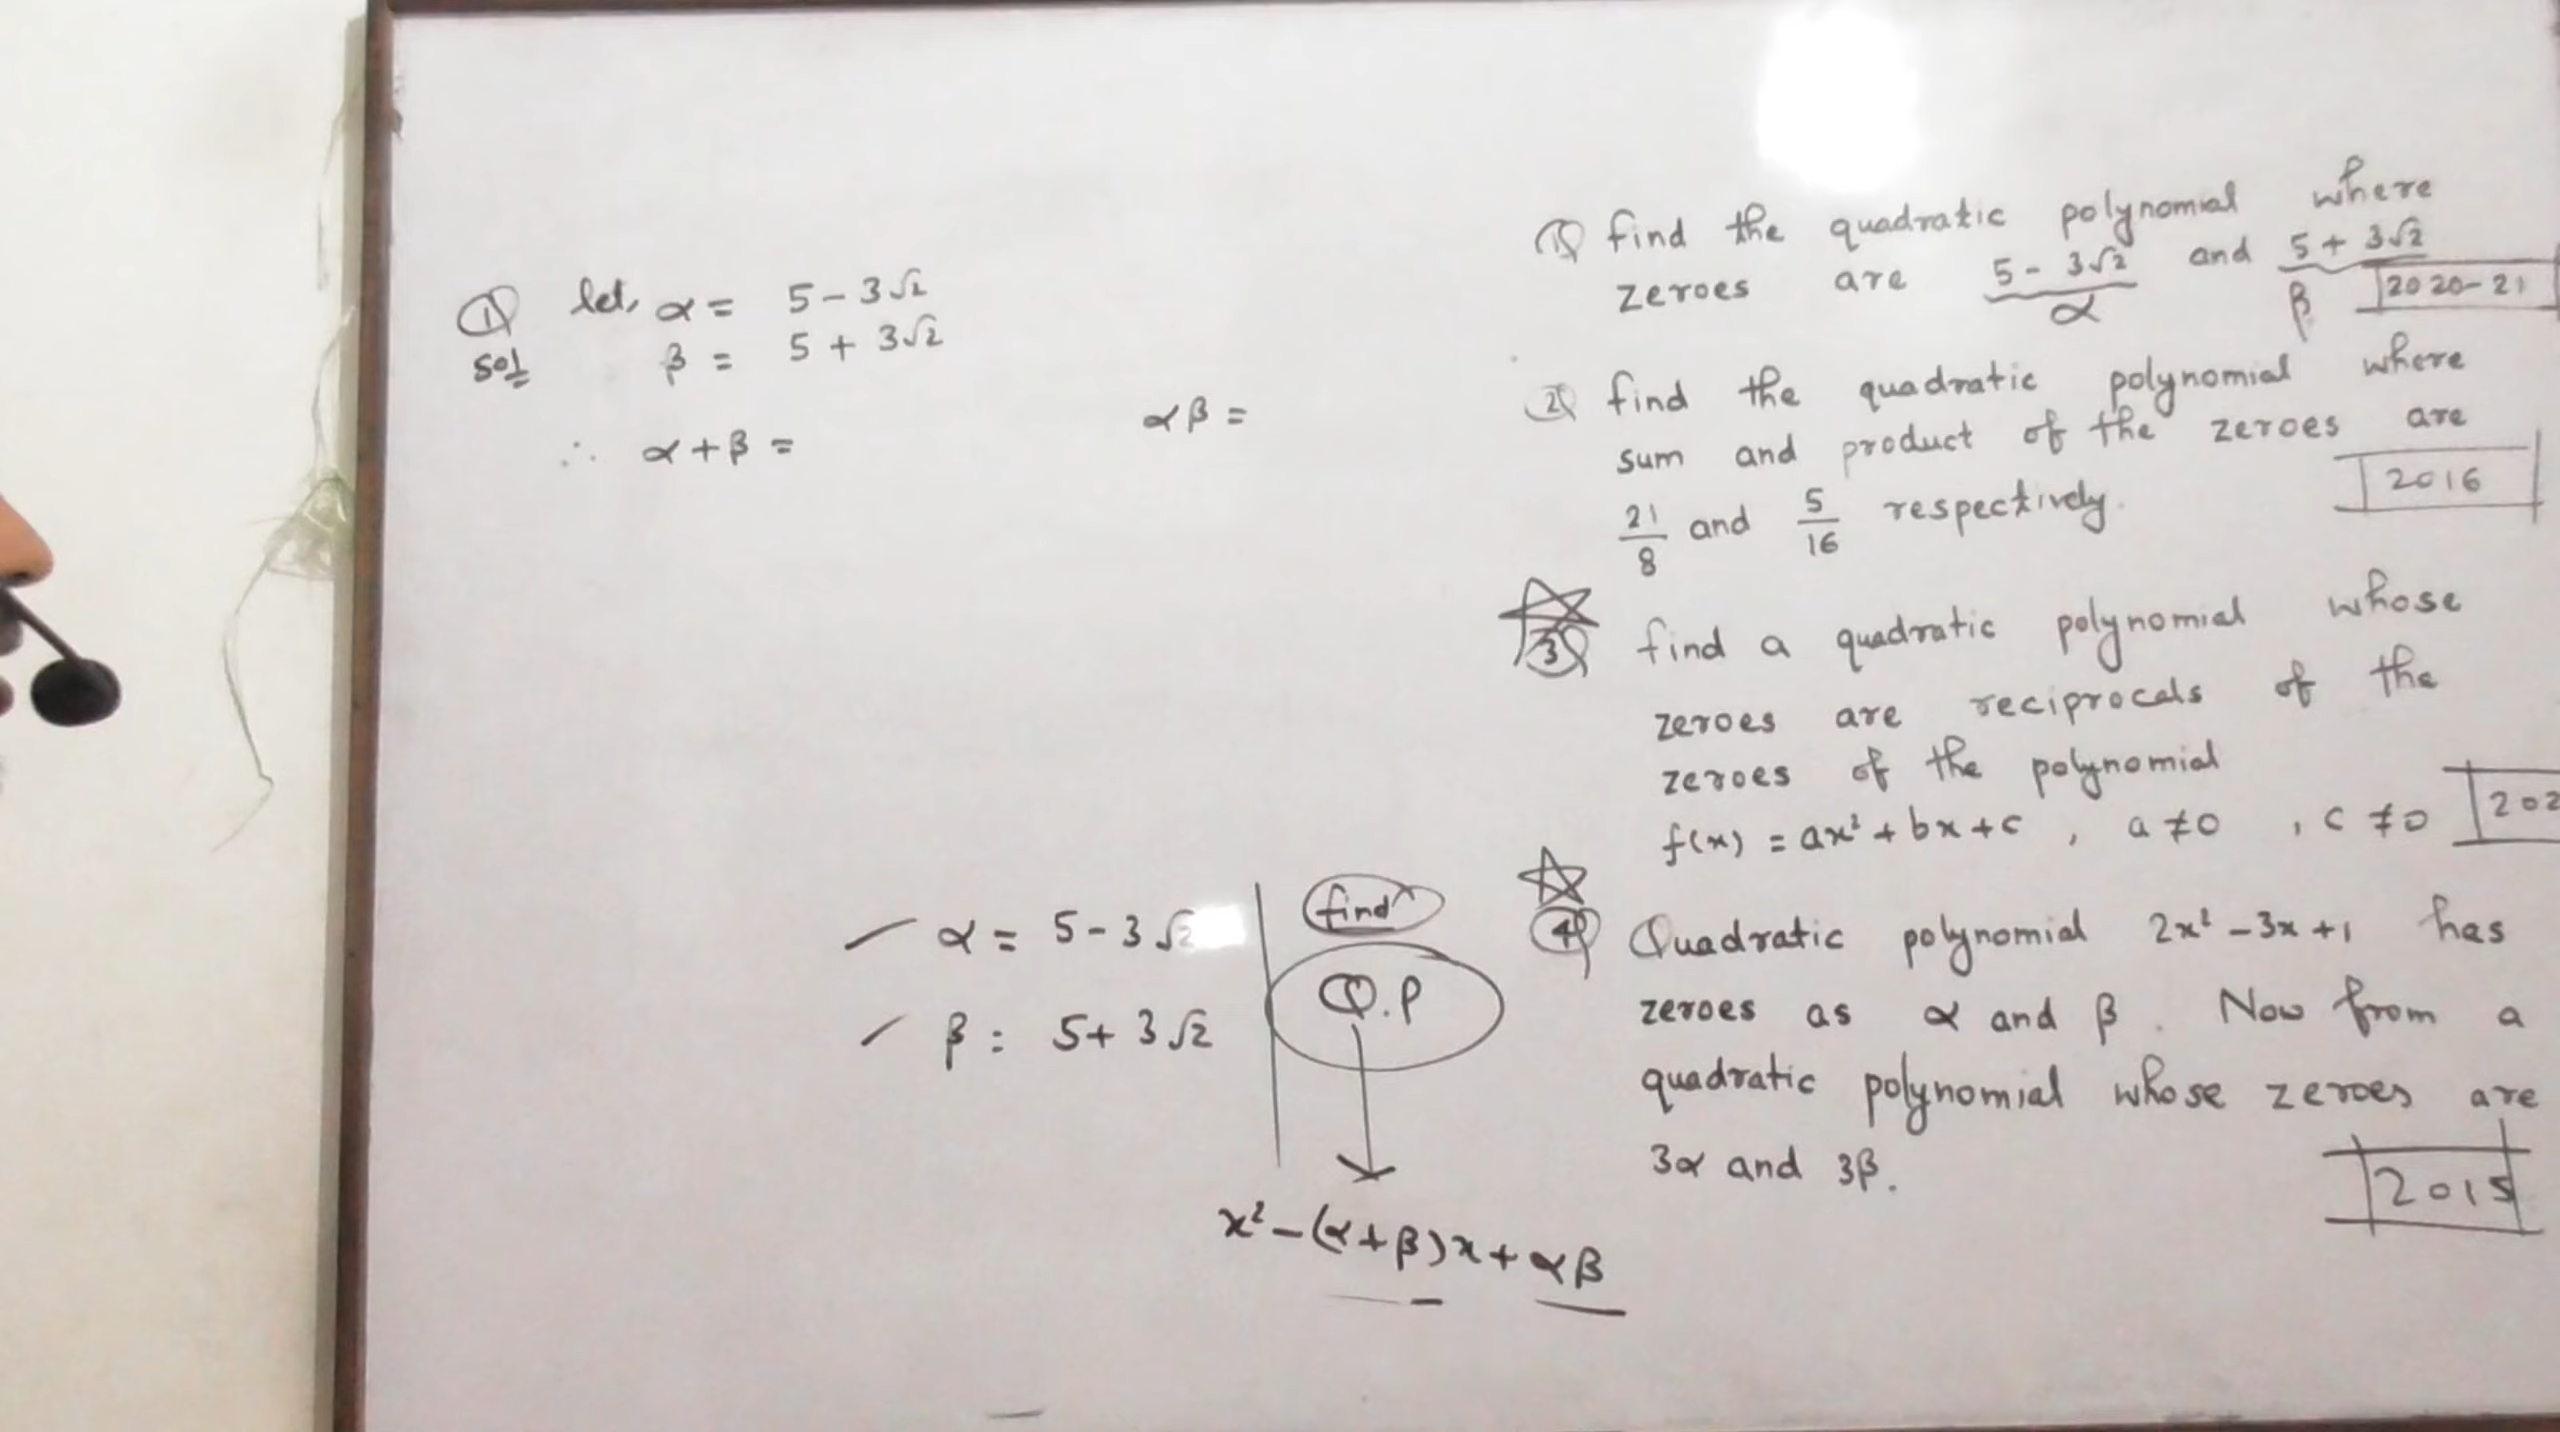 ① let, α = 5 - 3√2
Sol β = 5 + 3√2
∴ α + β =
αβ =
α = 5 - 3√2
β = 5 + 3√2
find
Q.P
x² - (α + β)x + αβ
① find the quadratic polynomial where
zeroes are 5 - 3√2 and 5 + 3√2
α β 2020-21
② find the quadratic polynomial where
sum and product of the zeroes are
21/8 and 5/16 respectively.
2016
③ find a quadratic polynomial whose
zeroes are reciprocals of the
zeroes of the polynomial
f(x) = ax² + bx + c , a ≠ 0 , c ≠ 0 202
④ Quadratic polynomial 2x² - 3x + 1 has
zeroes as α and β. Now from a
quadratic polynomial whose zeroes are
3α and 3β.
2015